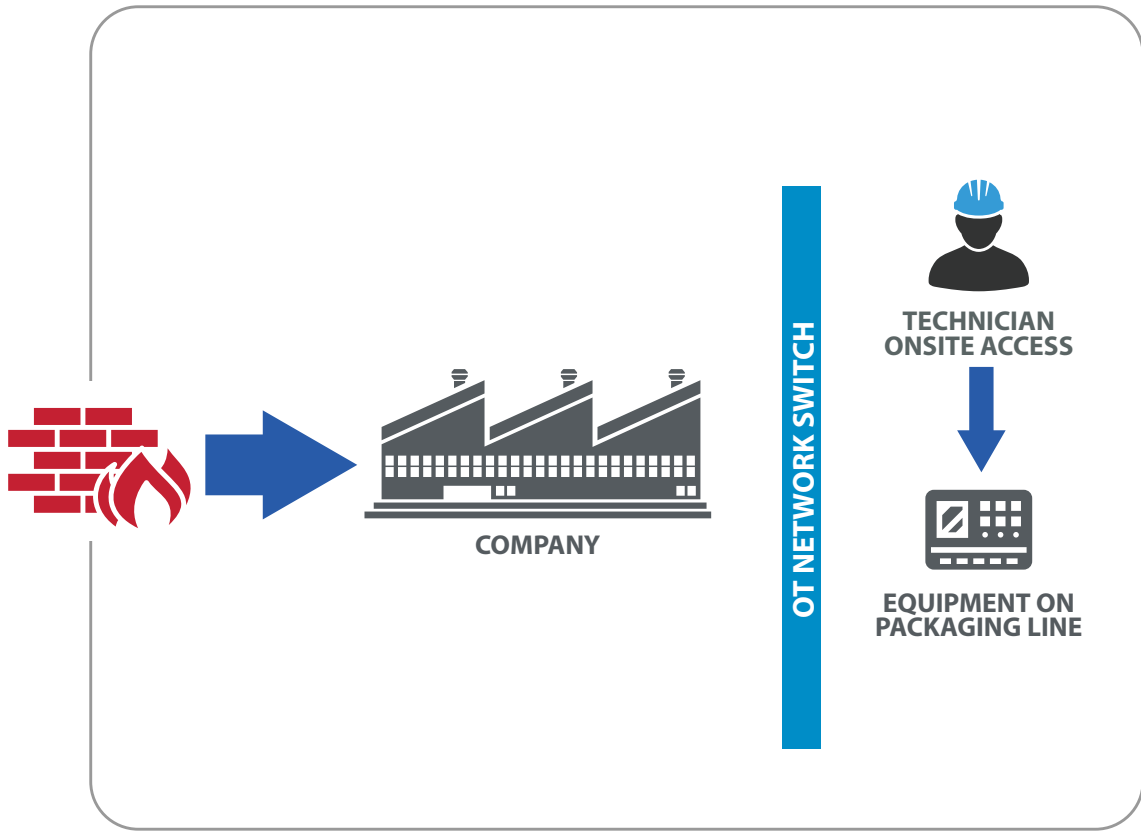 COMPANY
OT NETWORK SWITCH
TECHNICIAN
ONSITE ACCESS
EQUIPMENT ON
PACKAGING LINE